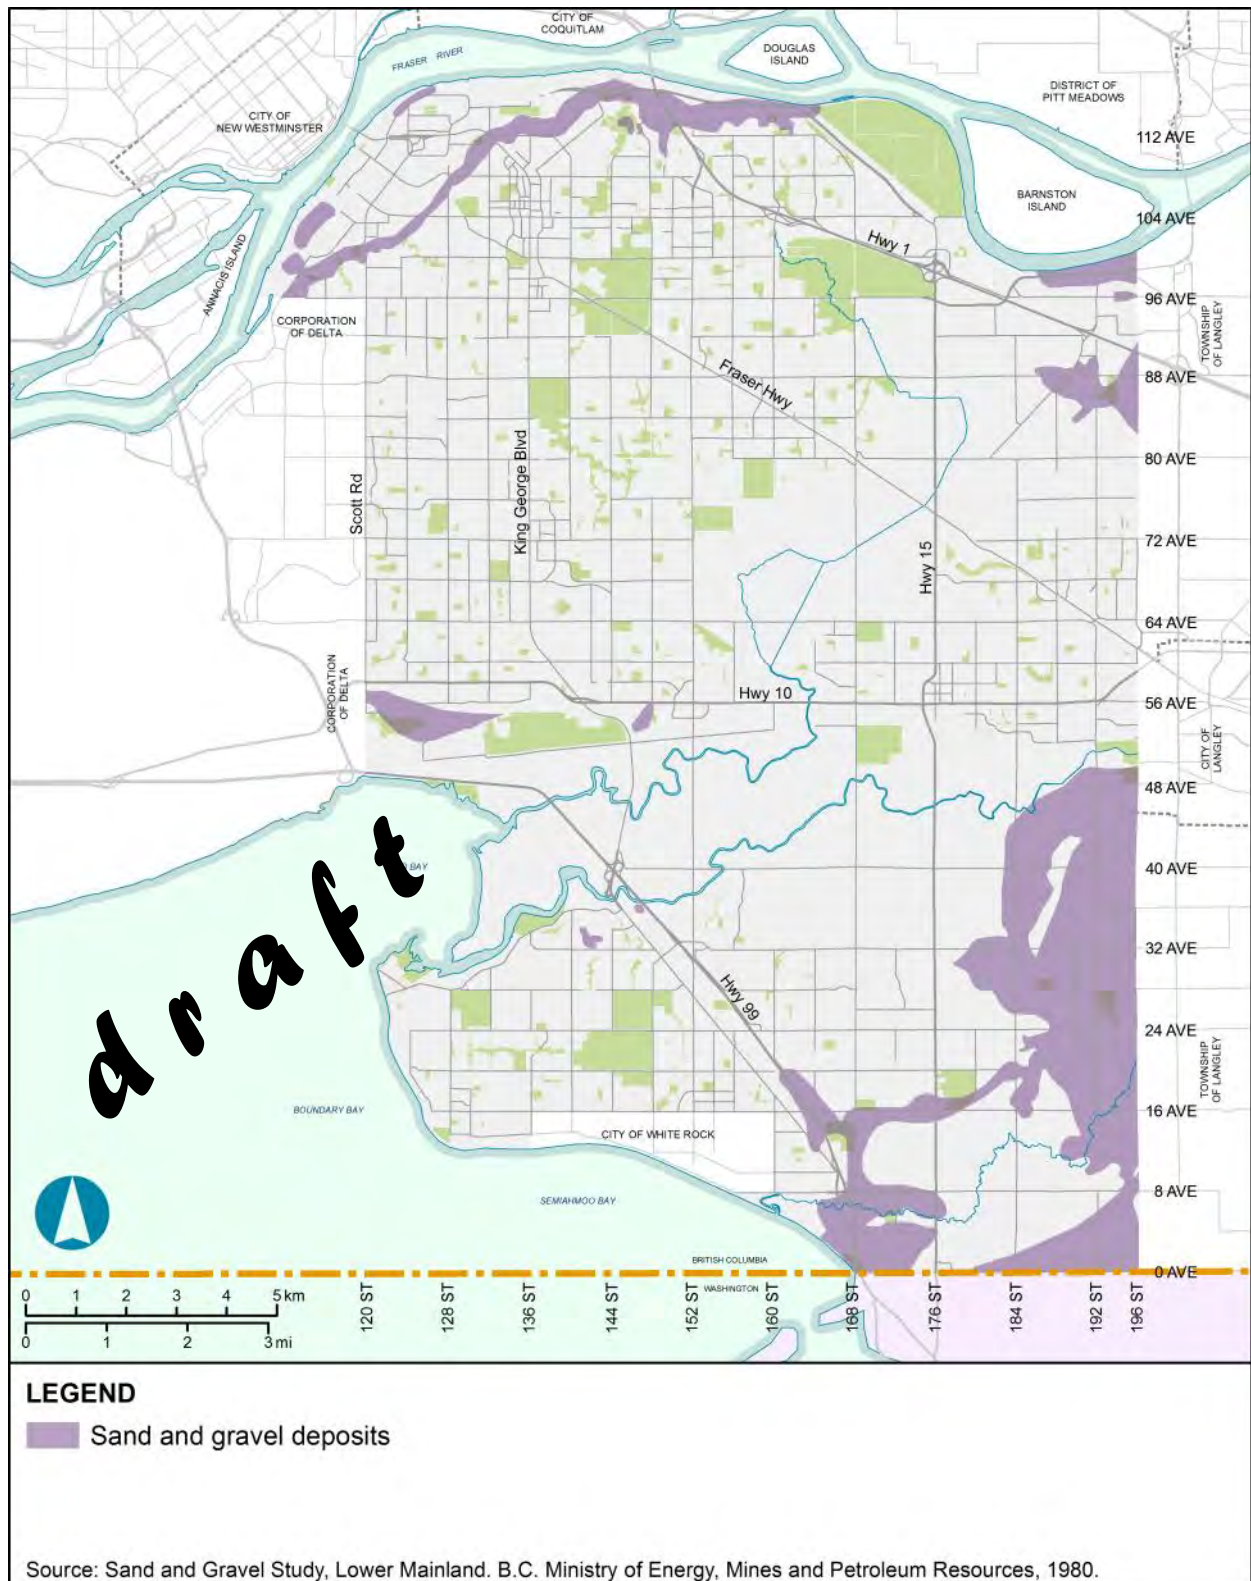 CITY OF
COQUITLAM
FRASER RIVER
DOUGLAS
ISLAND
DISTRICT OF
PITT MEADOWS
CITY OF
NEW WESTMINSTER
112 AVE
BARNSTON
ISLAND
104 AVE
Hwy 1
ANNACIS ISLAND
96 AVE
CORPORATION
OF DELTA
TOWNSHIP
OF LANGLEY
88 AVE
Fraser Hwy
80 AVE
Scott Rd
King George Blvd
72 AVE
Hwy 15
64 AVE
CORPORATION
OF DELTA
Hwy 10
56 AVE
CITY OF
LANGLEY
48 AVE
draft
BAY
40 AVE
32 AVE
Hwy 99
24 AVE
TOWNSHIP
OF LANGLEY
BOUNDARY BAY
16 AVE
CITY OF WHITE ROCK
SEMIAHMOO BAY
8 AVE
BRITISH COLUMBIA
0 AVE
WASHINGTON
0 1 2 3 4 5 km
0 1 2 3 mi
120 ST
128 ST
136 ST
144 ST
152 ST
160 ST
168 ST
176 ST
184 ST
192 ST
196 ST
LEGEND
Sand and gravel deposits
Source: Sand and Gravel Study, Lower Mainland. B.C. Ministry of Energy, Mines and Petroleum Resources, 1980.